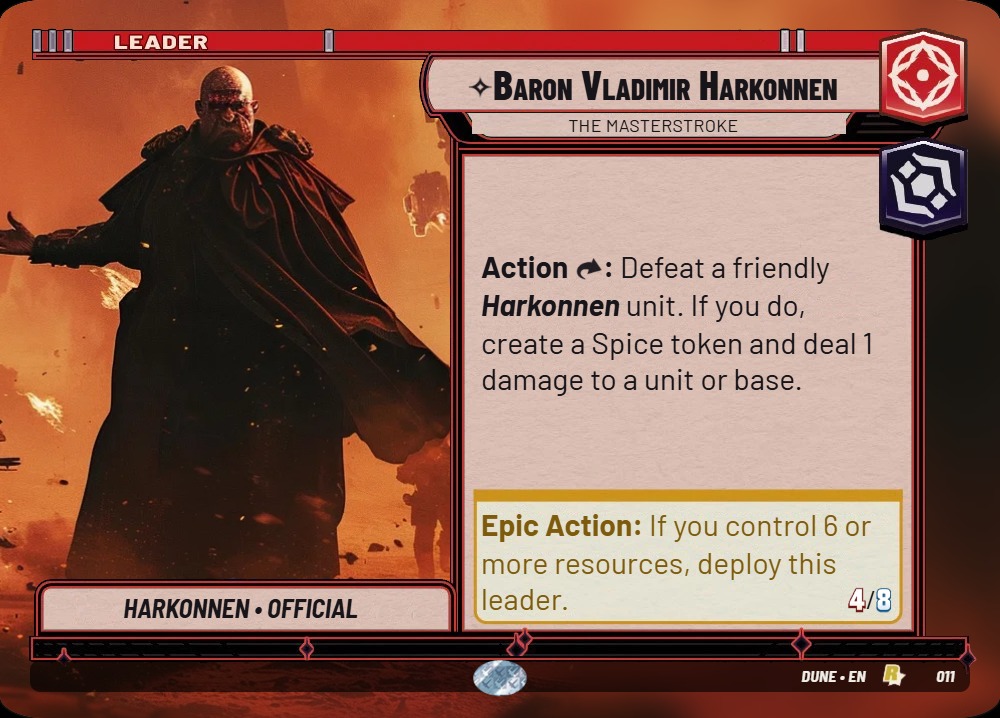 LEADER
✧BARON VLADIMIR HARKONNEN
THE MASTERSTROKE
Action : Defeat a friendly
Harkonnen unit. If you do,
create a Spice token and deal 1
damage to a unit or base.
Epic Action: If you control 6 or
more resources, deploy this
leader.
4/8
HARKONNEN • OFFICIAL
DUNE • EN R 011